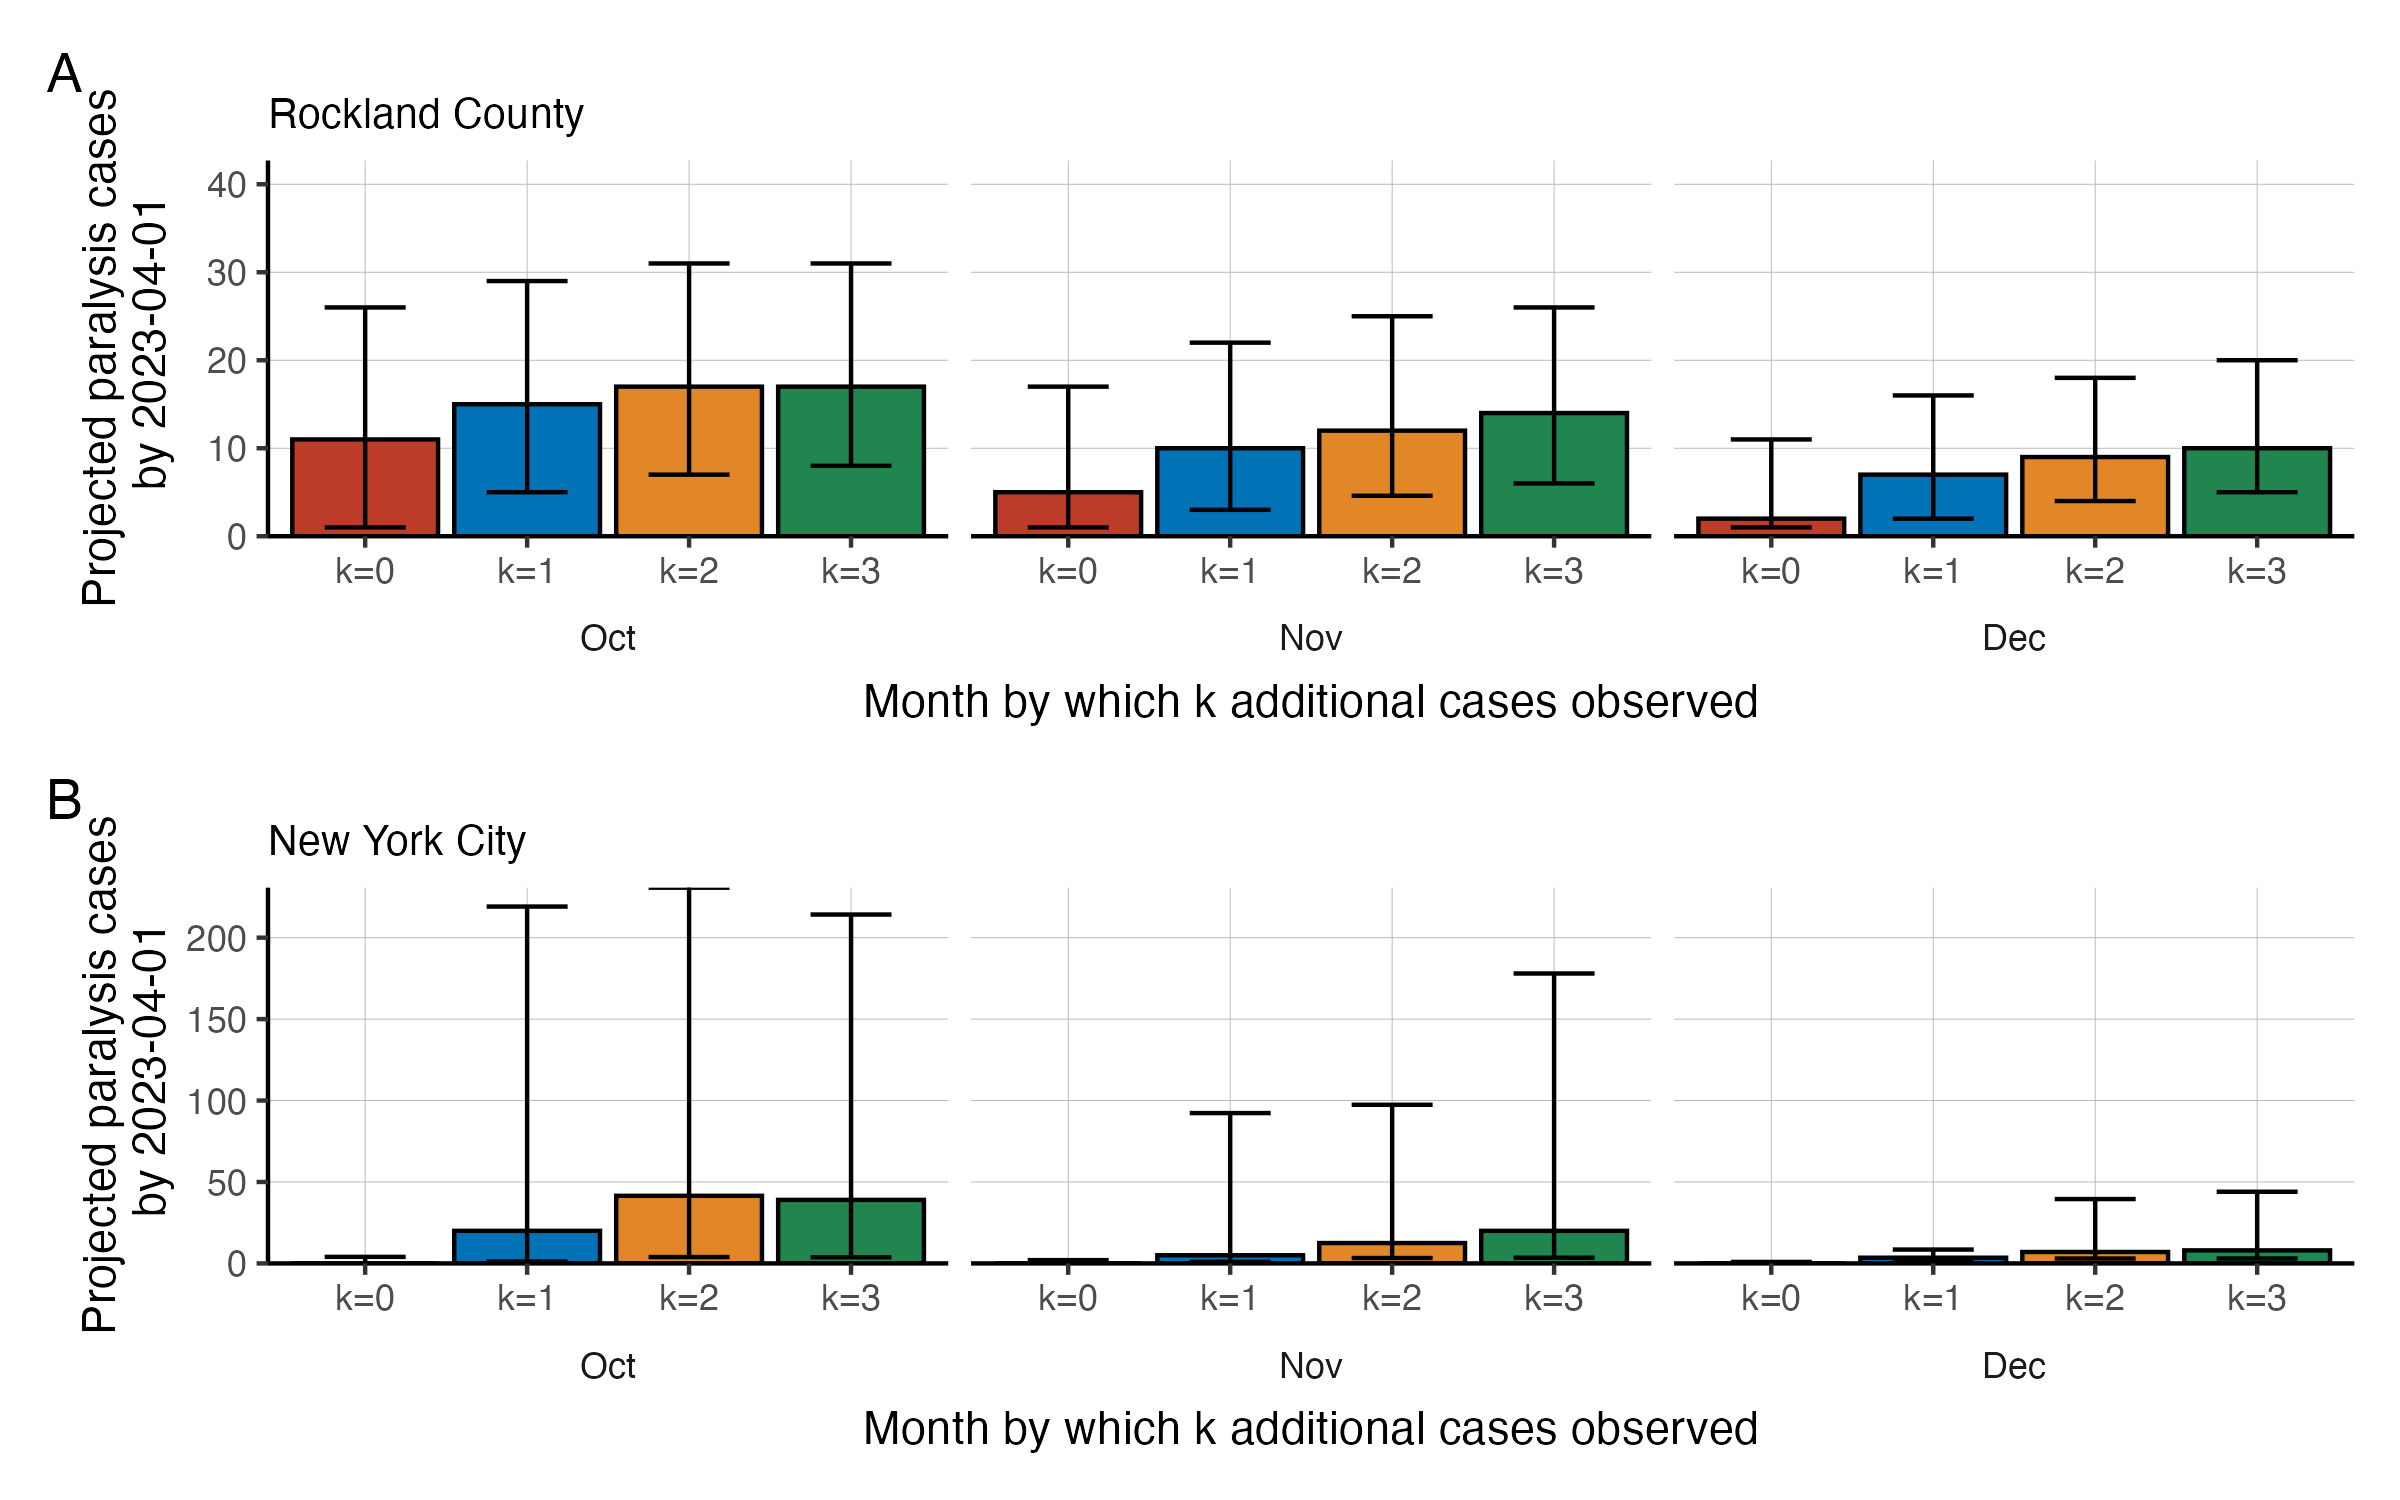 A
Rockland County
Projected paralysis cases
by 2023-04-01
40
30
20
10
0
k=0 k=1 k=2 k=3 k=0 k=1 k=2 k=3 k=0 k=1 k=2 k=3
Oct Nov Dec
Month by which k additional cases observed
B
New York City
Projected paralysis cases
by 2023-04-01
200
150
100
50
0
k=0 k=1 k=2 k=3 k=0 k=1 k=2 k=3 k=0 k=1 k=2 k=3
Oct Nov Dec
Month by which k additional cases observed